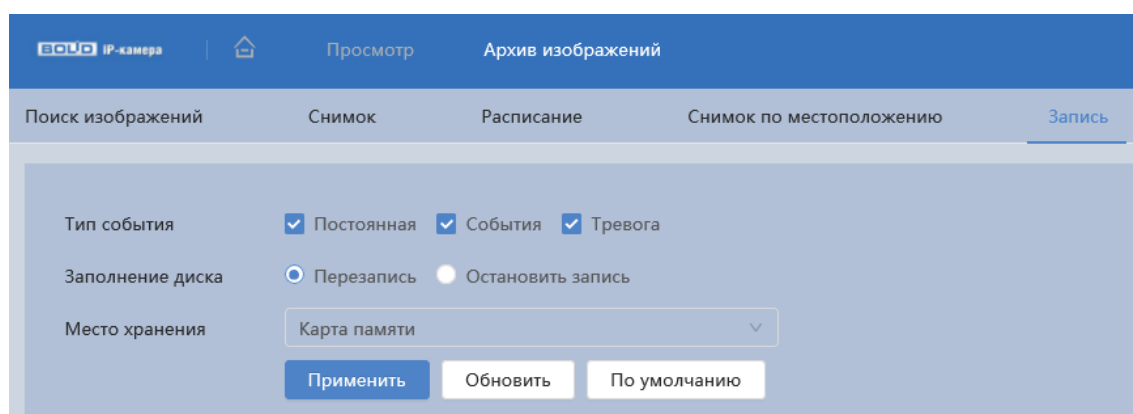 BOLID IP-камера Просмотр Архив изображений
Поиск изображений Снимок Расписание Снимок по местоположению Запись
Тип события Постоянная События Тревога
Заполнение диска Перезапись Остановить запись
Место хранения Карта памяти
Применить Обновить По умолчанию